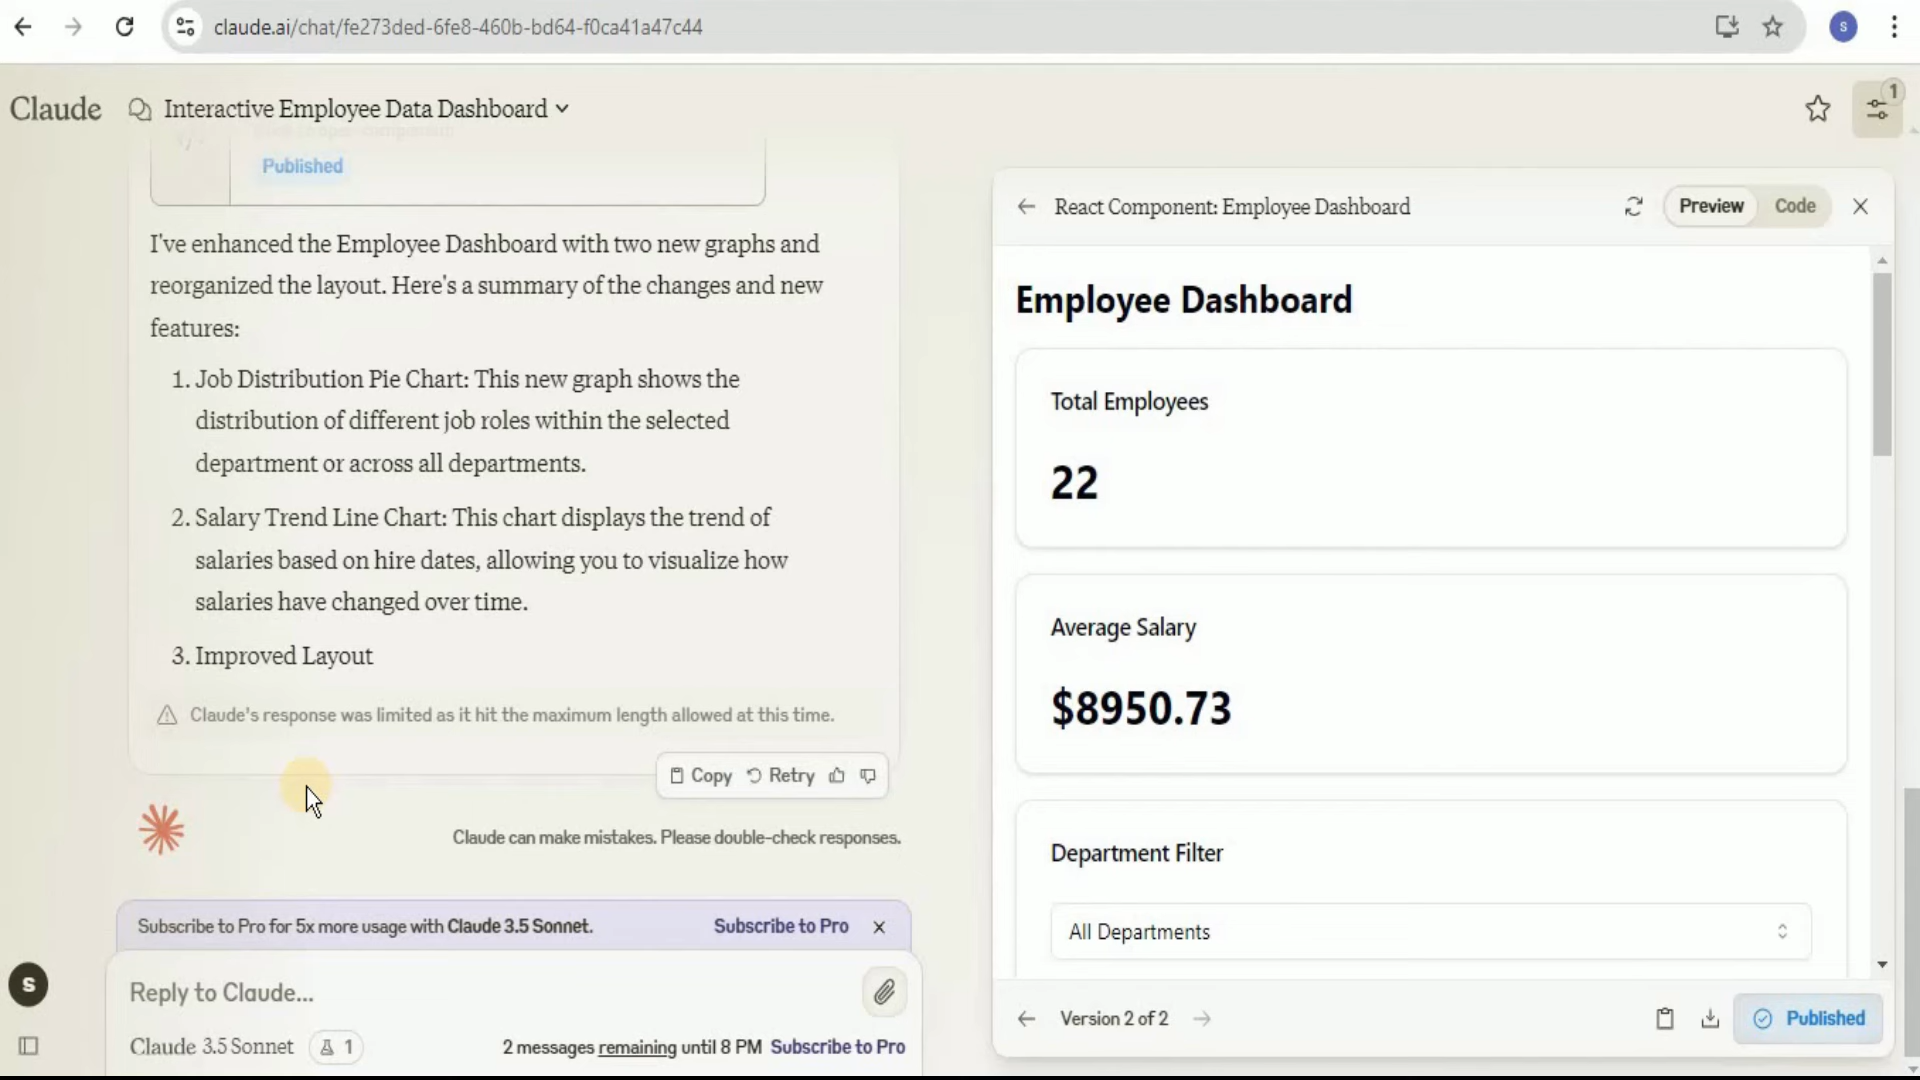 claude.ai/chat/fe273ded-6fe8-460b-bd64-f0ca41a47c44
S
Claude
Interactive Employee Data Dashboard
1
Published
I've enhanced the Employee Dashboard with two new graphs and
reorganized the layout. Here's a summary of the changes and new
features:
1. Job Distribution Pie Chart: This new graph shows the
distribution of different job roles within the selected
department or across all departments.
2. Salary Trend Line Chart: This chart displays the trend of
salaries based on hire dates, allowing you to visualize how
salaries have changed over time.
3. Improved Layout
Claude's response was limited as it hit the maximum length allowed at this time.
Copy Retry
Claude can make mistakes. Please double-check responses.
Subscribe to Pro for 5x more usage with Claude 3.5 Sonnet. Subscribe to Pro
S
Reply to Claude...
Claude 3.5 Sonnet 1 2 messages remaining until 8 PM Subscribe to Pro
React Component: Employee Dashboard Preview Code
Employee Dashboard
Total Employees
22
Average Salary
$8950.73
Department Filter
All Departments
Version 2 of 2 Published